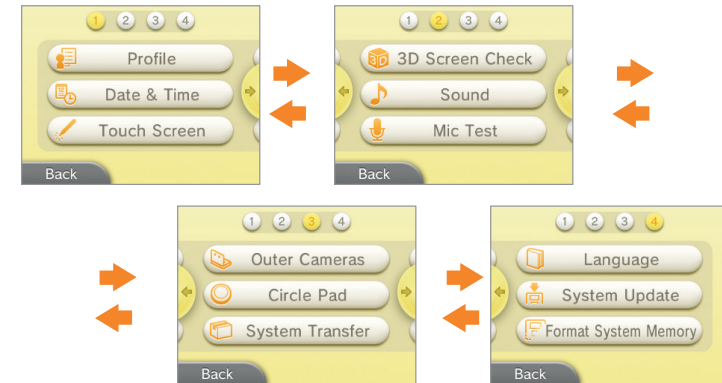 1 2 3 4
Profile
Date & Time
Touch Screen
Back
1 2 3 4
3D
3D Screen Check
Sound
Mic Test
Back
1 2 3 4
Outer Cameras
Circle Pad
System Transfer
Back
1 2 3 4
Language
System Update
Format System Memory
Back